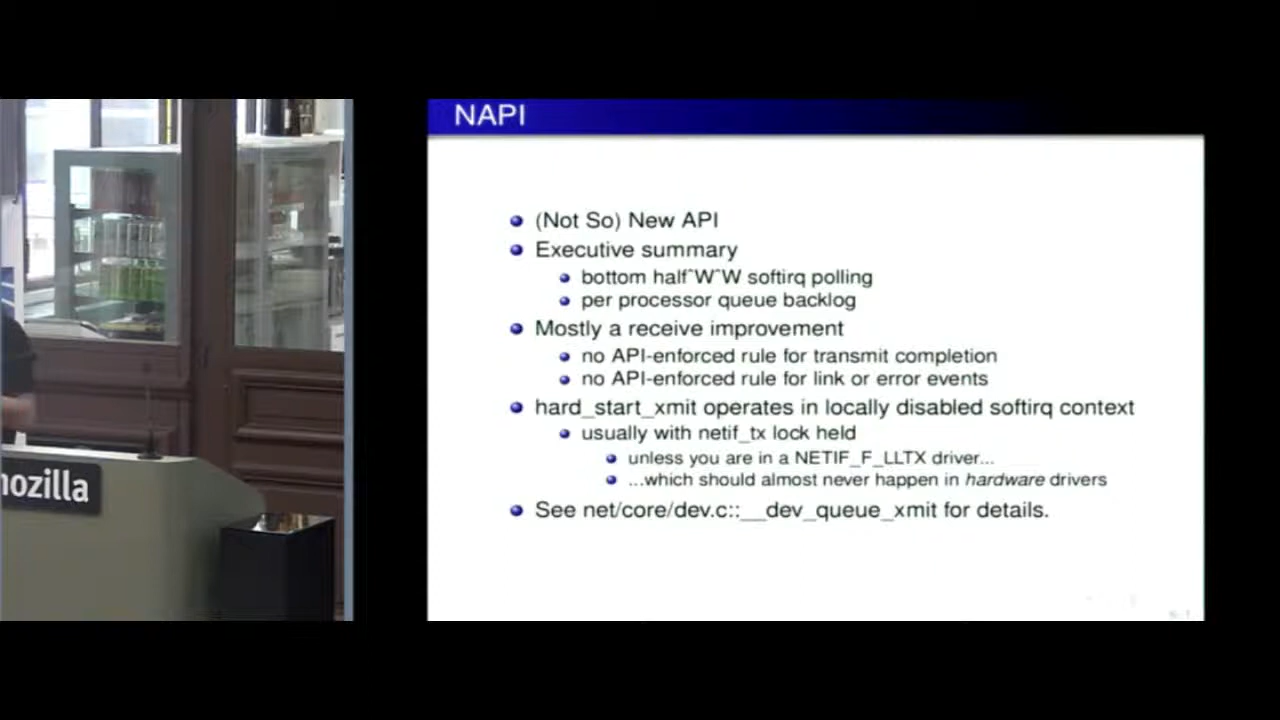 NAPI
(Not So) New API
Executive summary
bottom half^W^W softirq polling
per processor queue backlog
Mostly a receive improvement
no API-enforced rule for transmit completion
no API-enforced rule for link or error events
hard_start_xmit operates in locally disabled softirq context
usually with netif_tx lock held
unless you are in a NETIF_F_LLTX driver...
...which should almost never happen in hardware drivers
See net/core/dev.c::__dev_queue_xmit for details.
mozilla